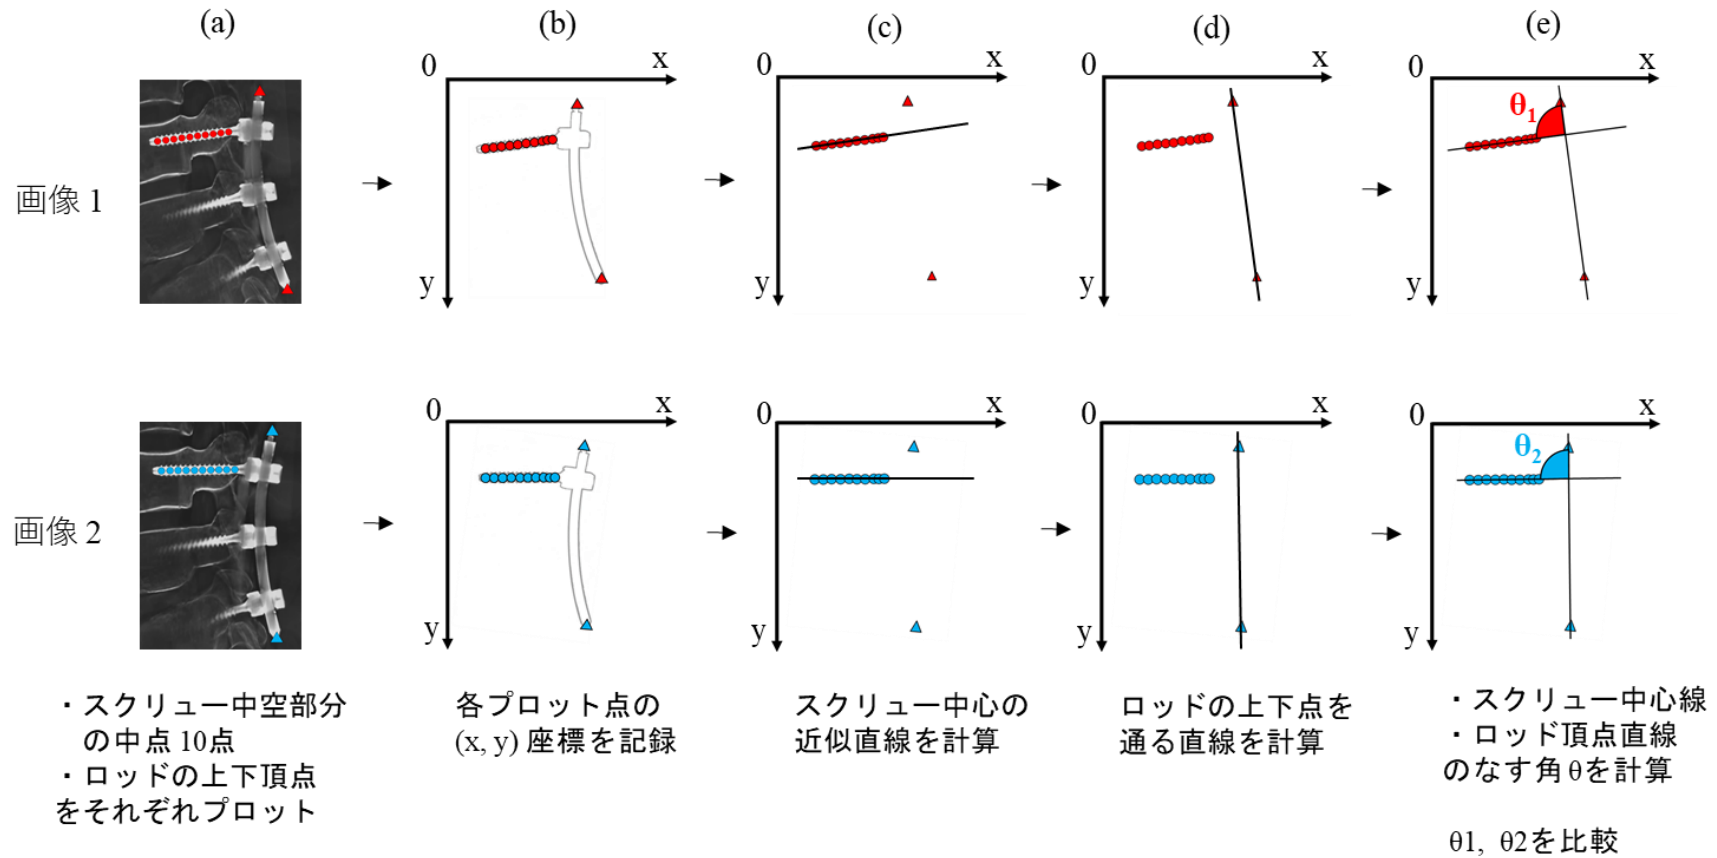 (a)
(b)
(c)
(d)
(e)
画像 1
0
x
y
0
x
y
0
x
y
0
x
y
θ1
画像 2
0
x
y
0
x
y
0
x
y
0
x
y
θ2
・スクリュー中空部分
の中点 10点
・ロッドの上下頂点
をそれぞれプロット
各プロット点の
(x, y) 座標を記録
スクリュー中心の
近似直線を計算
ロッドの上下点を
通る直線を計算
・スクリュー中心線
・ロッド頂点直線
のなす角θを計算
θ1, θ2を比較